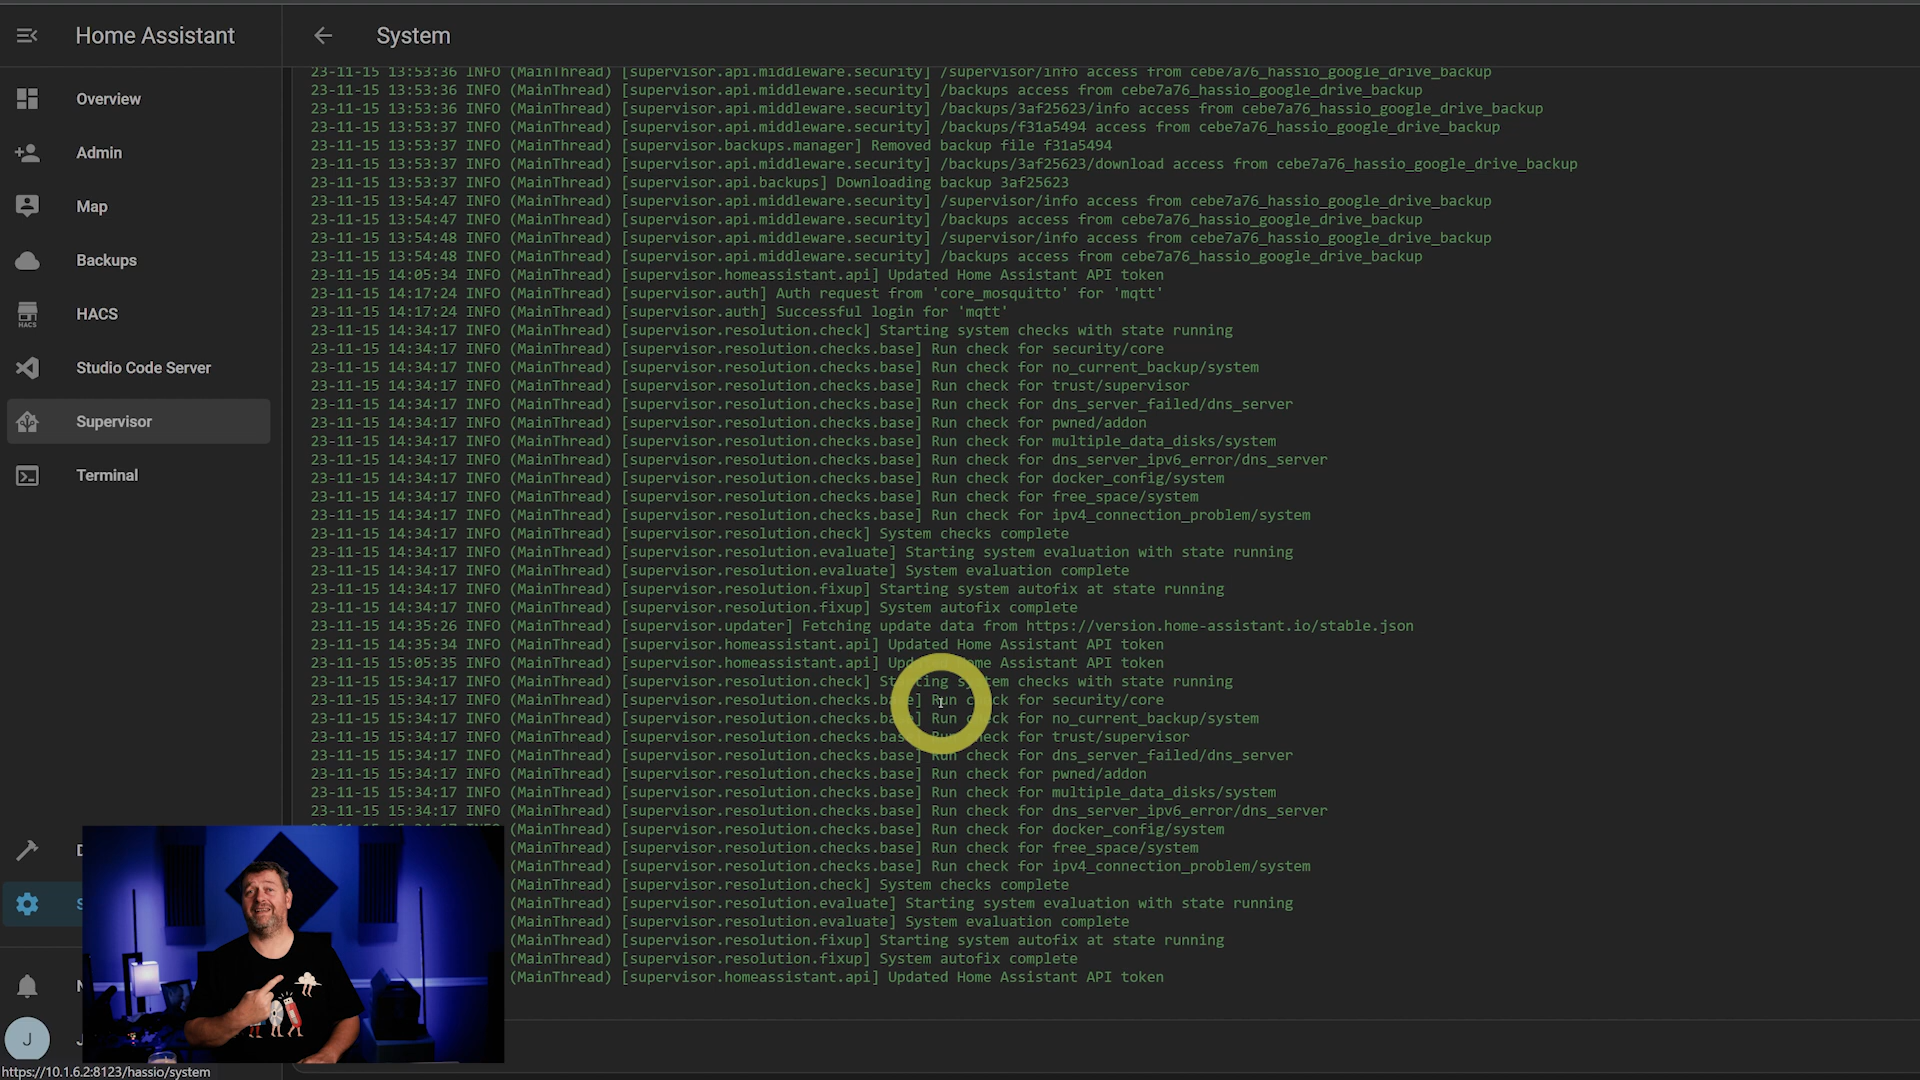 Home Assistant
System
Overview
Admin
Map
Backups
HACS
HACS
Studio Code Server
Supervisor
Terminal
23-11-15 13:53:36 INFO (MainThread) [supervisor.api.middleware.security] /supervisor/info access from cebe7a76_hassio_google_drive_backup
23-11-15 13:53:36 INFO (MainThread) [supervisor.api.middleware.security] /backups access from cebe7a76_hassio_google_drive_backup
23-11-15 13:53:36 INFO (MainThread) [supervisor.api.middleware.security] /backups/3af25623/info access from cebe7a76_hassio_google_drive_backup
23-11-15 13:53:37 INFO (MainThread) [supervisor.api.middleware.security] /backups/f31a5494 access from cebe7a76_hassio_google_drive_backup
23-11-15 13:53:37 INFO (MainThread) [supervisor.backups.manager] Removed backup file f31a5494
23-11-15 13:53:37 INFO (MainThread) [supervisor.api.middleware.security] /backups/3af25623/download access from cebe7a76_hassio_google_drive_backup
23-11-15 13:53:37 INFO (MainThread) [supervisor.api.backups] Downloading backup 3af25623
23-11-15 13:54:47 INFO (MainThread) [supervisor.api.middleware.security] /supervisor/info access from cebe7a76_hassio_google_drive_backup
23-11-15 13:54:47 INFO (MainThread) [supervisor.api.middleware.security] /backups access from cebe7a76_hassio_google_drive_backup
23-11-15 13:54:48 INFO (MainThread) [supervisor.api.middleware.security] /supervisor/info access from cebe7a76_hassio_google_drive_backup
23-11-15 13:54:48 INFO (MainThread) [supervisor.api.middleware.security] /backups access from cebe7a76_hassio_google_drive_backup
23-11-15 14:05:34 INFO (MainThread) [supervisor.homeassistant.api] Updated Home Assistant API token
23-11-15 14:17:24 INFO (MainThread) [supervisor.auth] Auth request from 'core_mosquitto' for 'mqtt'
23-11-15 14:17:24 INFO (MainThread) [supervisor.auth] Successful login for 'mqtt'
23-11-15 14:34:17 INFO (MainThread) [supervisor.resolution.check] Starting system checks with state running
23-11-15 14:34:17 INFO (MainThread) [supervisor.resolution.checks.base] Run check for security/core
23-11-15 14:34:17 INFO (MainThread) [supervisor.resolution.checks.base] Run check for no_current_backup/system
23-11-15 14:34:17 INFO (MainThread) [supervisor.resolution.checks.base] Run check for trust/supervisor
23-11-15 14:34:17 INFO (MainThread) [supervisor.resolution.checks.base] Run check for dns_server_failed/dns_server
23-11-15 14:34:17 INFO (MainThread) [supervisor.resolution.checks.base] Run check for pwned/addon
23-11-15 14:34:17 INFO (MainThread) [supervisor.resolution.checks.base] Run check for multiple_data_disks/system
23-11-15 14:34:17 INFO (MainThread) [supervisor.resolution.checks.base] Run check for dns_server_ipv6_error/dns_server
23-11-15 14:34:17 INFO (MainThread) [supervisor.resolution.checks.base] Run check for docker_config/system
23-11-15 14:34:17 INFO (MainThread) [supervisor.resolution.checks.base] Run check for free_space/system
23-11-15 14:34:17 INFO (MainThread) [supervisor.resolution.checks.base] Run check for ipv4_connection_problem/system
23-11-15 14:34:17 INFO (MainThread) [supervisor.resolution.check] System checks complete
23-11-15 14:34:17 INFO (MainThread) [supervisor.resolution.evaluate] Starting system evaluation with state running
23-11-15 14:34:17 INFO (MainThread) [supervisor.resolution.evaluate] System evaluation complete
23-11-15 14:34:17 INFO (MainThread) [supervisor.resolution.fixup] Starting system autofix at state running
23-11-15 14:34:17 INFO (MainThread) [supervisor.resolution.fixup] System autofix complete
23-11-15 14:35:26 INFO (MainThread) [supervisor.updater] Fetching update data from https://version.home-assistant.io/stable.json
23-11-15 14:35:34 INFO (MainThread) [supervisor.homeassistant.api] Updated Home Assistant API token
23-11-15 15:05:35 INFO (MainThread) [supervisor.homeassistant.api] Updated Home Assistant API token
23-11-15 15:34:17 INFO (MainThread) [supervisor.resolution.check] Starting system checks with state running
23-11-15 15:34:17 INFO (MainThread) [supervisor.resolution.checks.base] Run check for security/core
23-11-15 15:34:17 INFO (MainThread) [supervisor.resolution.checks.base] Run check for no_current_backup/system
23-11-15 15:34:17 INFO (MainThread) [supervisor.resolution.checks.base] Run check for trust/supervisor
23-11-15 15:34:17 INFO (MainThread) [supervisor.resolution.checks.base] Run check for dns_server_failed/dns_server
23-11-15 15:34:17 INFO (MainThread) [supervisor.resolution.checks.base] Run check for pwned/addon
23-11-15 15:34:17 INFO (MainThread) [supervisor.resolution.checks.base] Run check for multiple_data_disks/system
23-11-15 15:34:17 INFO (MainThread) [supervisor.resolution.checks.base] Run check for dns_server_ipv6_error/dns_server
(MainThread) [supervisor.resolution.checks.base] Run check for docker_config/system
(MainThread) [supervisor.resolution.checks.base] Run check for free_space/system
(MainThread) [supervisor.resolution.checks.base] Run check for ipv4_connection_problem/system
(MainThread) [supervisor.resolution.check] System checks complete
(MainThread) [supervisor.resolution.evaluate] Starting system evaluation with state running
(MainThread) [supervisor.resolution.evaluate] System evaluation complete
(MainThread) [supervisor.resolution.fixup] Starting system autofix at state running
(MainThread) [supervisor.resolution.fixup] System autofix complete
(MainThread) [supervisor.homeassistant.api] Updated Home Assistant API token
J
https://10.1.6.2:8123/hassio/system